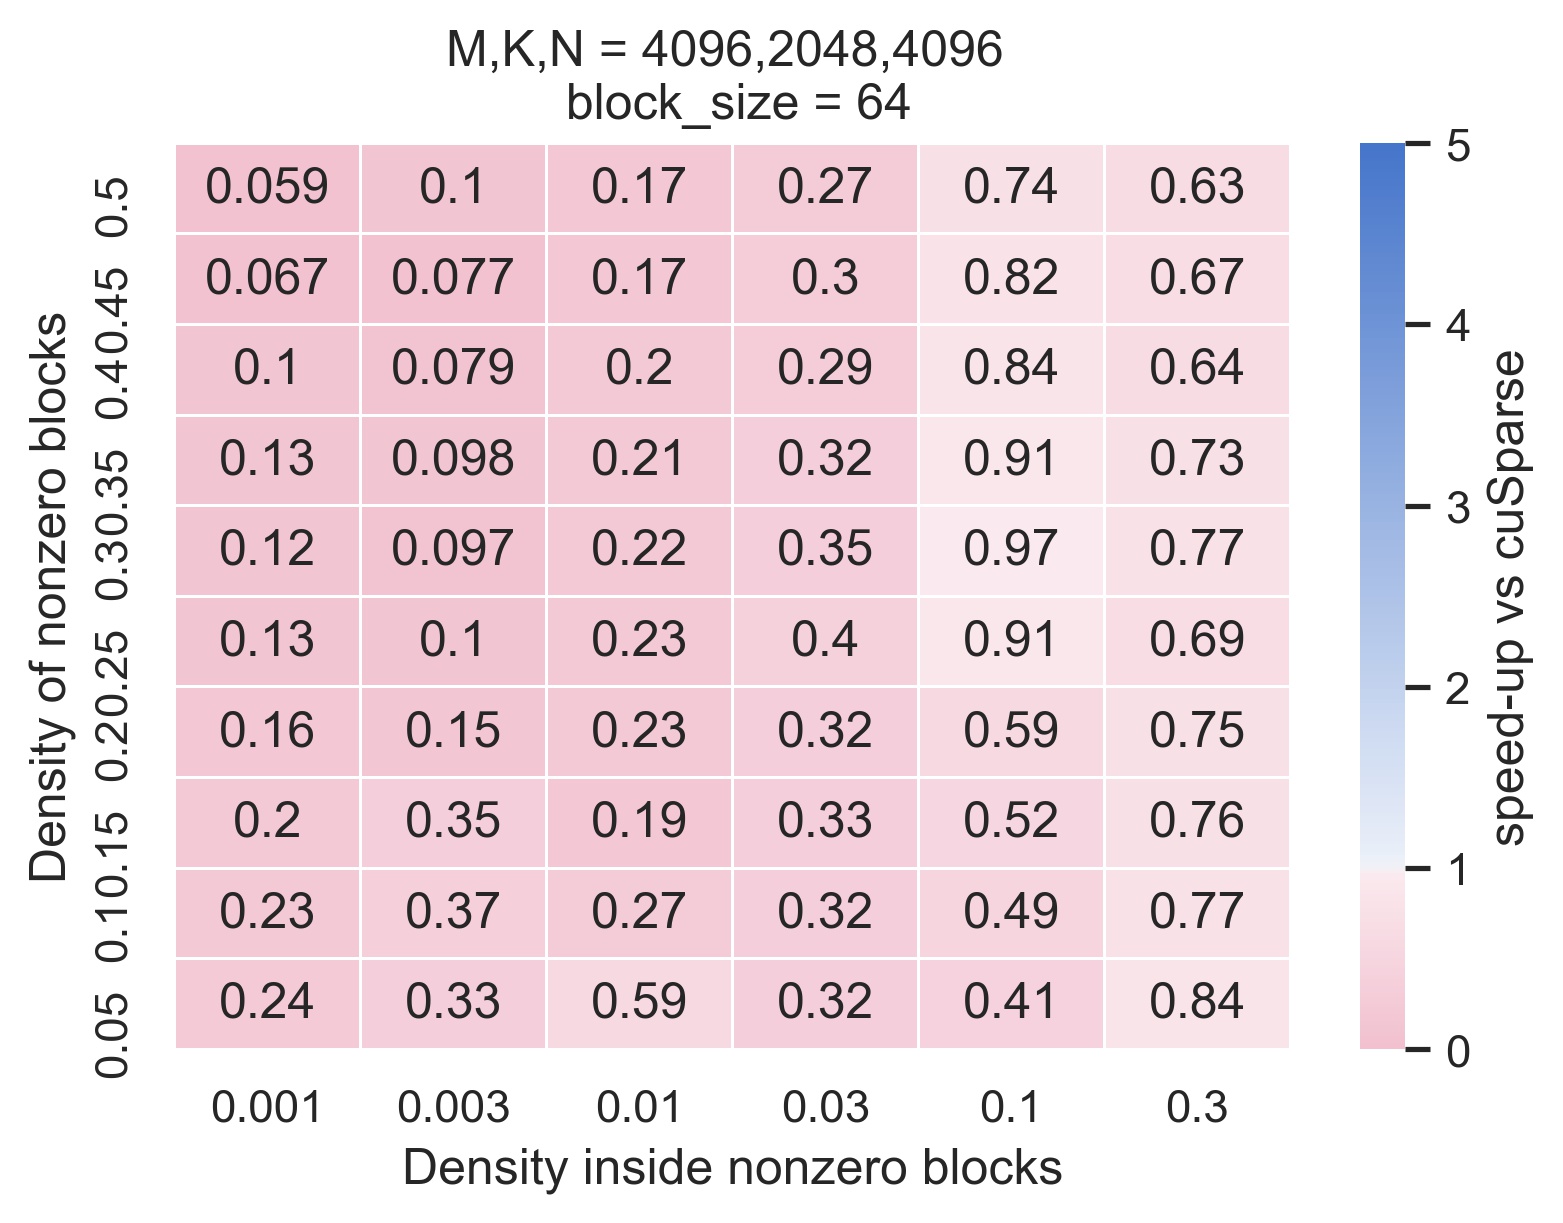 M,K,N = 4096,2048,4096
block_size = 64
Density of nonzero blocks
0.5 0.059 0.1 0.17 0.27 0.74 0.63
0.45 0.067 0.077 0.17 0.3 0.82 0.67
0.4 0.1 0.079 0.2 0.29 0.84 0.64
0.35 0.13 0.098 0.21 0.32 0.91 0.73
0.3 0.12 0.097 0.22 0.35 0.97 0.77
0.25 0.13 0.1 0.23 0.4 0.91 0.69
0.2 0.16 0.15 0.23 0.32 0.59 0.75
0.15 0.2 0.35 0.19 0.33 0.52 0.76
0.1 0.23 0.37 0.27 0.32 0.49 0.77
0.05 0.24 0.33 0.59 0.32 0.41 0.84
0.001 0.003 0.01 0.03 0.1 0.3
Density inside nonzero blocks
5
4
3
2
1
0
speed-up vs cuSparse